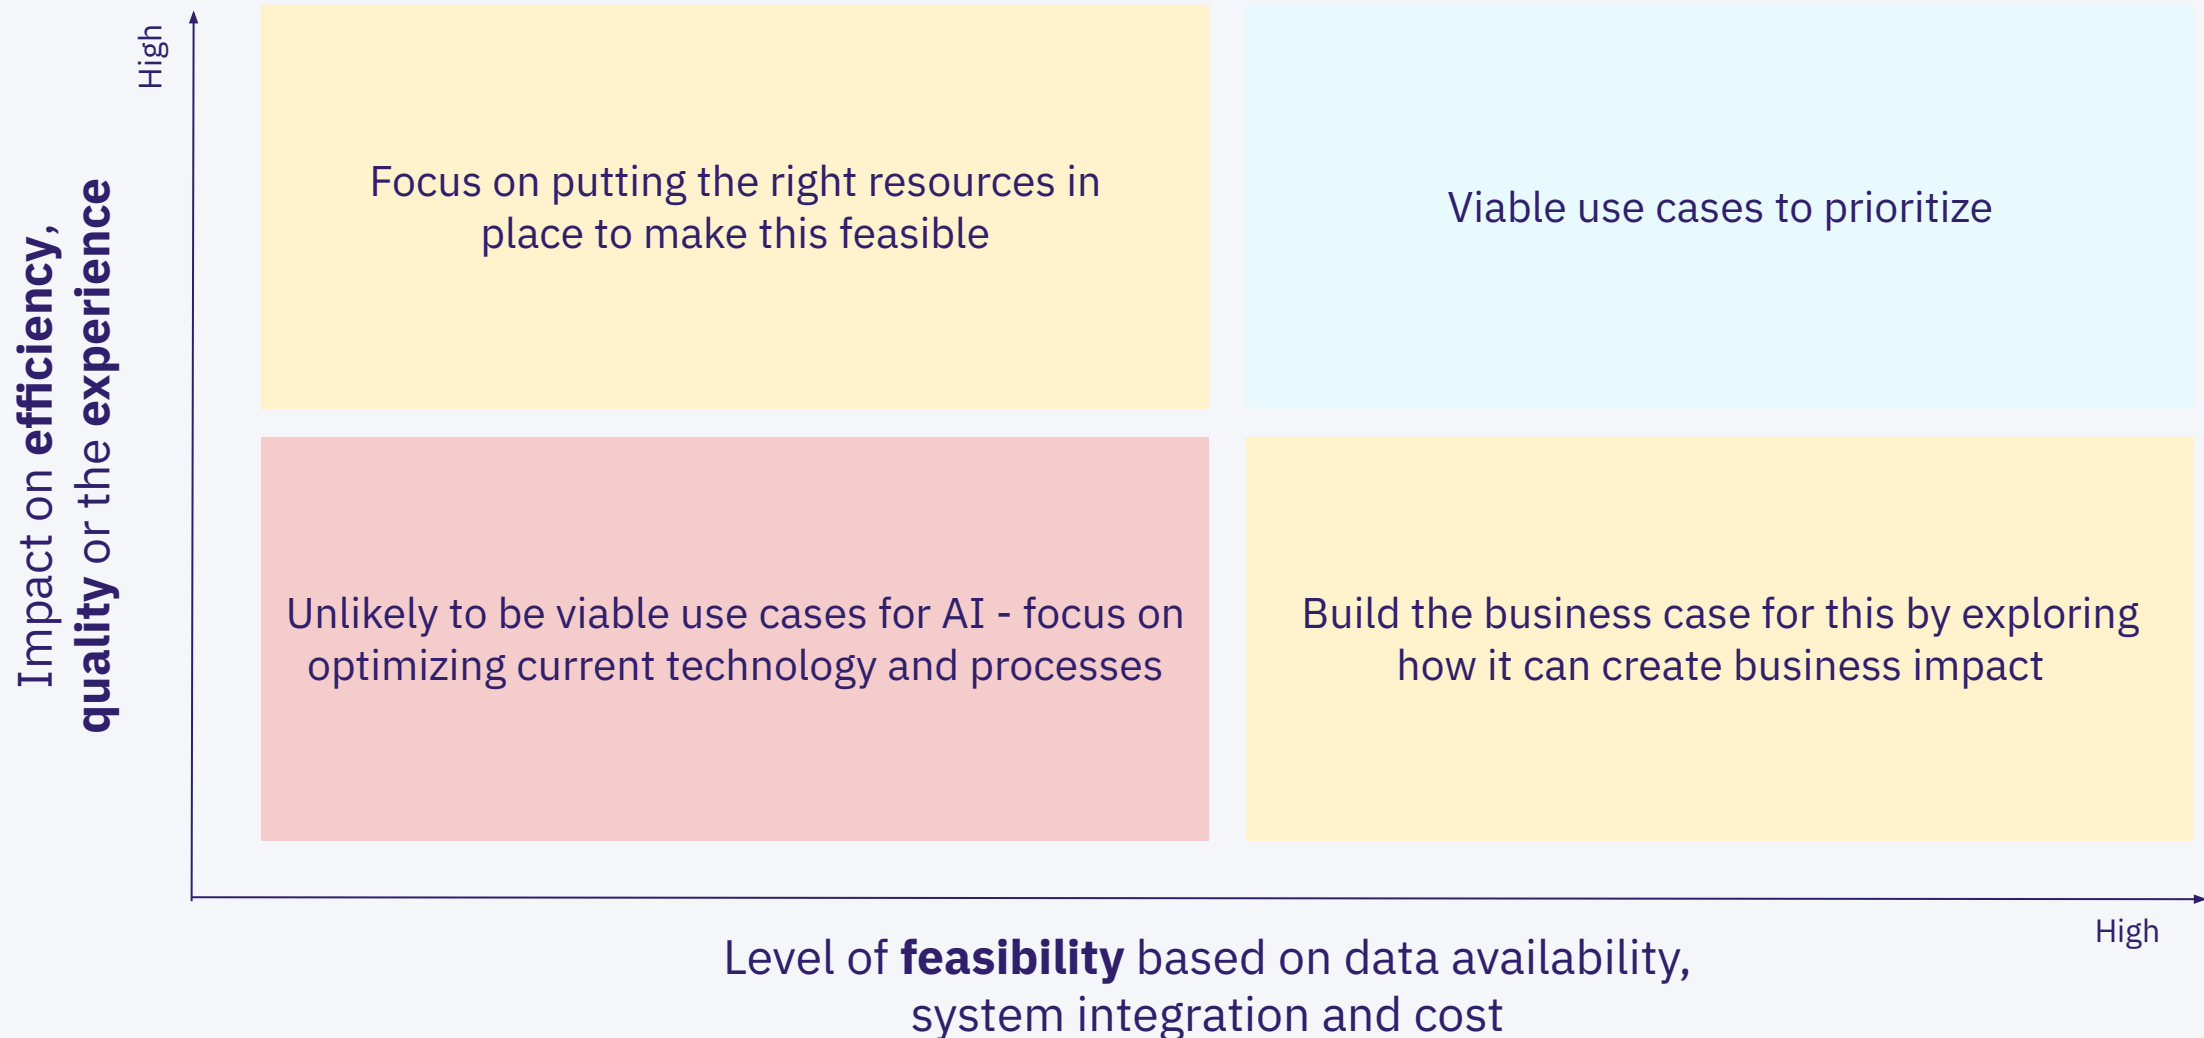 High
Impact on efficiency,
quality or the experience
Focus on putting the right resources in
place to make this feasible
Viable use cases to prioritize
Unlikely to be viable use cases for AI - focus on
optimizing current technology and processes
Build the business case for this by exploring
how it can create business impact
High
Level of feasibility based on data availability,
system integration and cost